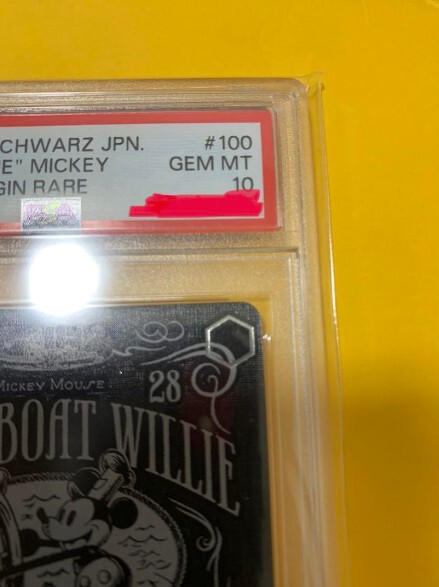 CHWARZ JPN. #100
E" MICKEY GEM MT
GIN RARE 10
Mickey Mouse
28
BOAT WILLIE